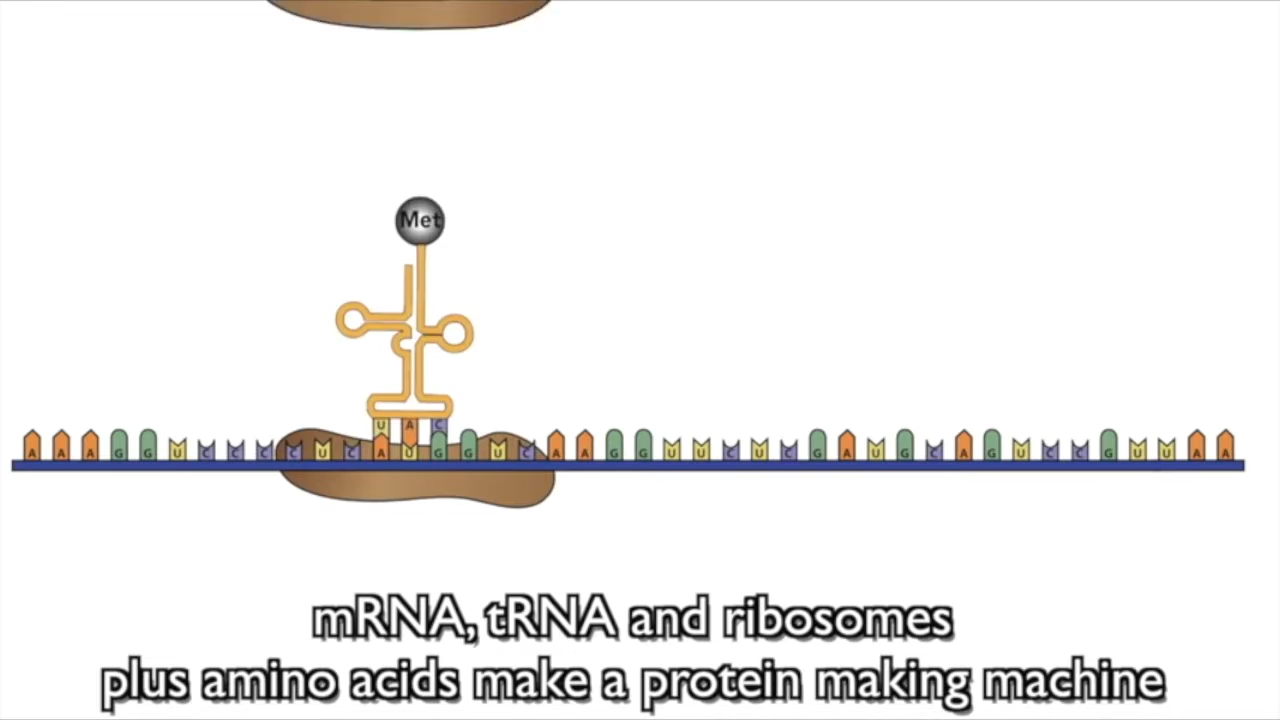 Met
U A C
A A A G G U C C C C U C A U G G U C A A G G U U C U C G A U G C A G U C C G U U A A
mRNA, tRNA and ribosomes
plus amino acids make a protein making machine